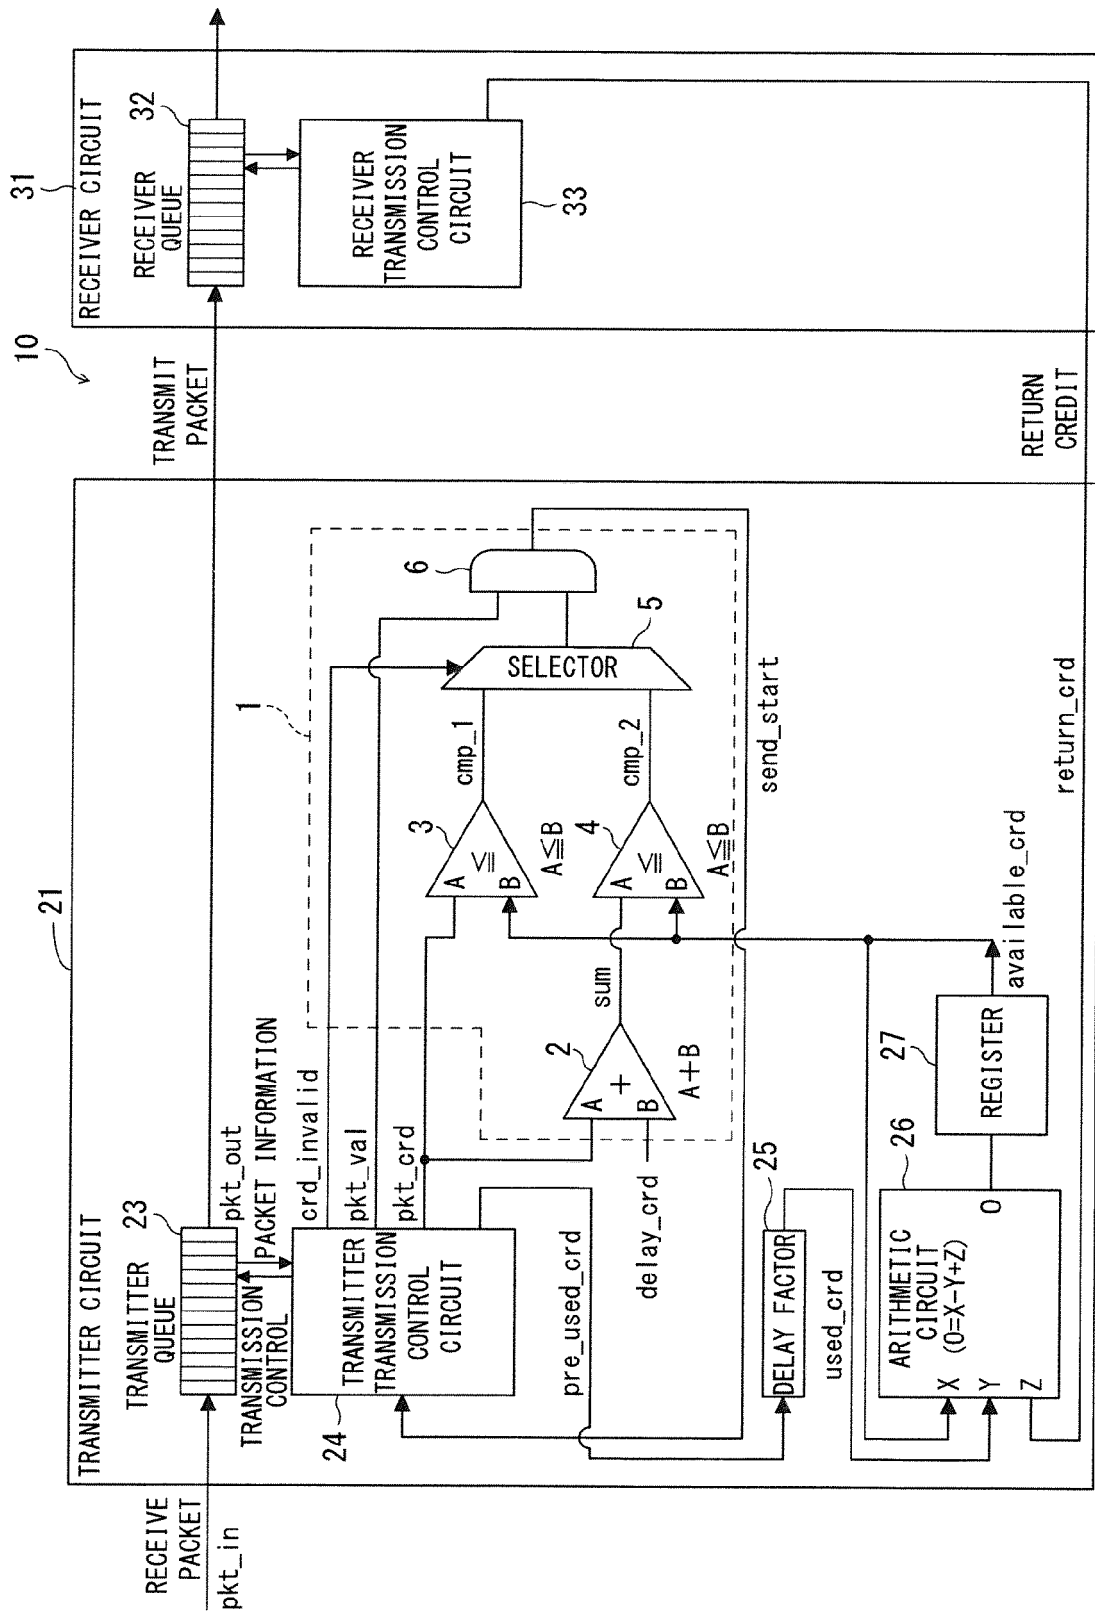 10
RECEIVE
PACKET
pkt_in
TRANSMITTER CIRCUIT
21
TRANSMITTER
QUEUE
23
pkt_out
TRANSMISSION
CONTROL
PACKET INFORMATION
TRANSMITTER
TRANSMISSION
CONTROL
CIRCUIT
24
crd_invalid
pkt_val
pkt_crd
pre_used_crd
delay_crd
1
2
A
B
+
A+B
sum
3
A
B
≦
A≦B
cmp_1
4
A
B
≦
A≦B
cmp_2
SELECTOR
5
6
send_start
DELAY FACTOR
25
used_crd
ARITHMETIC
CIRCUIT
(O=X-Y+Z)
X
Y
Z
O
26
REGISTER
27
available_crd
return_crd
TRANSMIT
PACKET
RETURN
CREDIT
RECEIVER CIRCUIT
31
RECEIVER
QUEUE
32
RECEIVER
TRANSMISSION
CONTROL
CIRCUIT
33